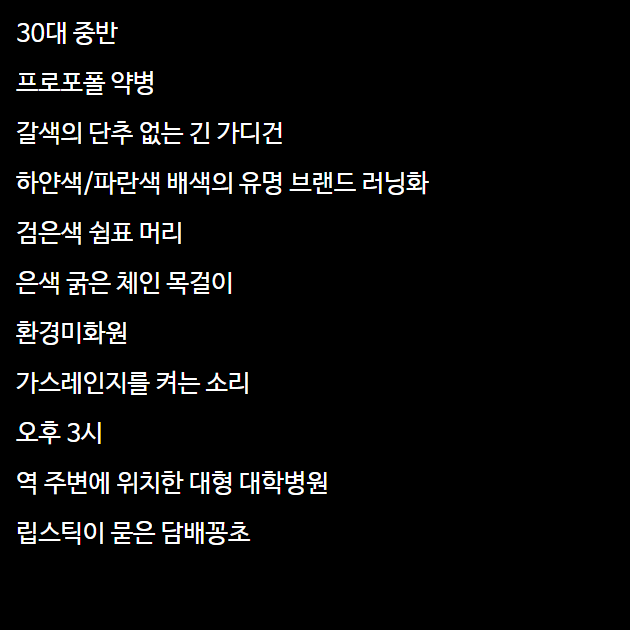 30대 중반
프로포폴 약병
갈색의 단추 없는 긴 가디건
하얀색/파란색 배색의 유명 브랜드 러닝화
검은색 쉼표 머리
은색 굵은 체인 목걸이
환경미화원
가스레인지를 켜는 소리
오후 3시
역 주변에 위치한 대형 대학병원
립스틱이 묻은 담배꽁초